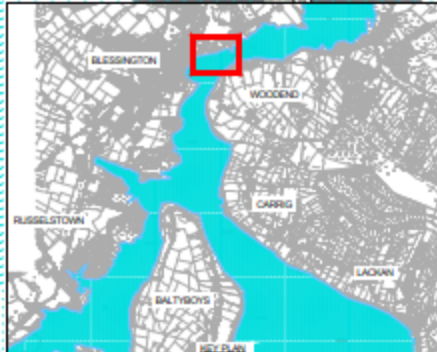 BLESSINGTON
WOODEND
CARRIG
RUSSELSTOWN
LACKAN
BALTYBOYS
KEY PLAN